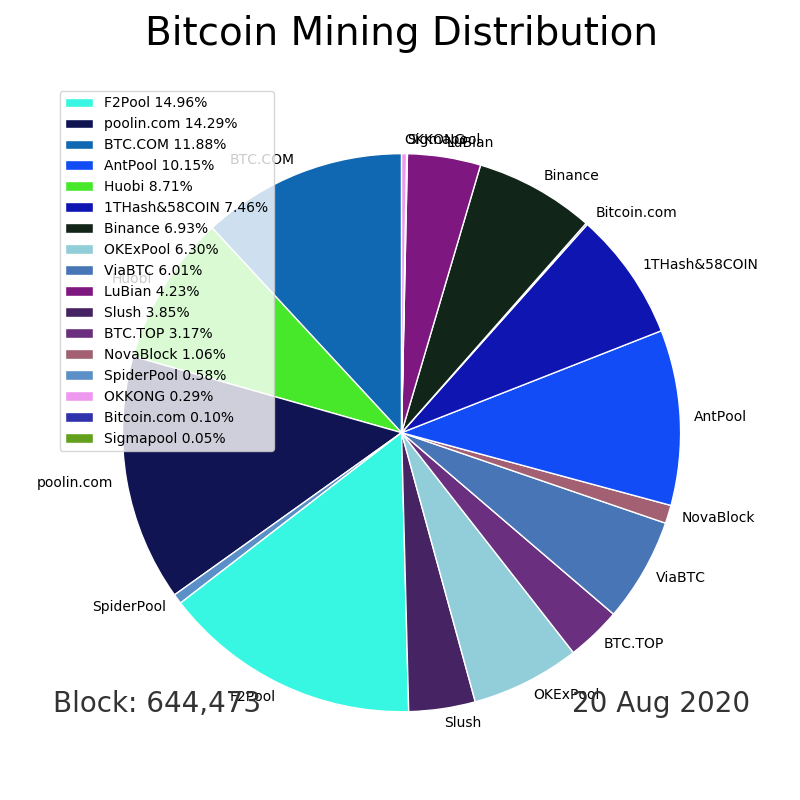 Bitcoin Mining Distribution
F2Pool 14.96%
poolin.com 14.29%
BTC.COM 11.88%
AntPool 10.15%
Huobi 8.71%
1THash&58COIN 7.46%
Binance 6.93%
OKExPool 6.30%
ViaBTC 6.01%
LuBian 4.23%
Slush 3.85%
BTC.TOP 3.17%
NovaBlock 1.06%
SpiderPool 0.58%
OKKONG 0.29%
Bitcoin.com 0.10%
Sigmapool 0.05%
OKKONG
Sigmapool
LuBian
BTC.COM
Binance
Bitcoin.com
1THash&58COIN
Huobi
AntPool
poolin.com
NovaBlock
ViaBTC
SpiderPool
BTC.TOP
F2Pool
OKExPool
Slush
Block: 644,473
20 Aug 2020